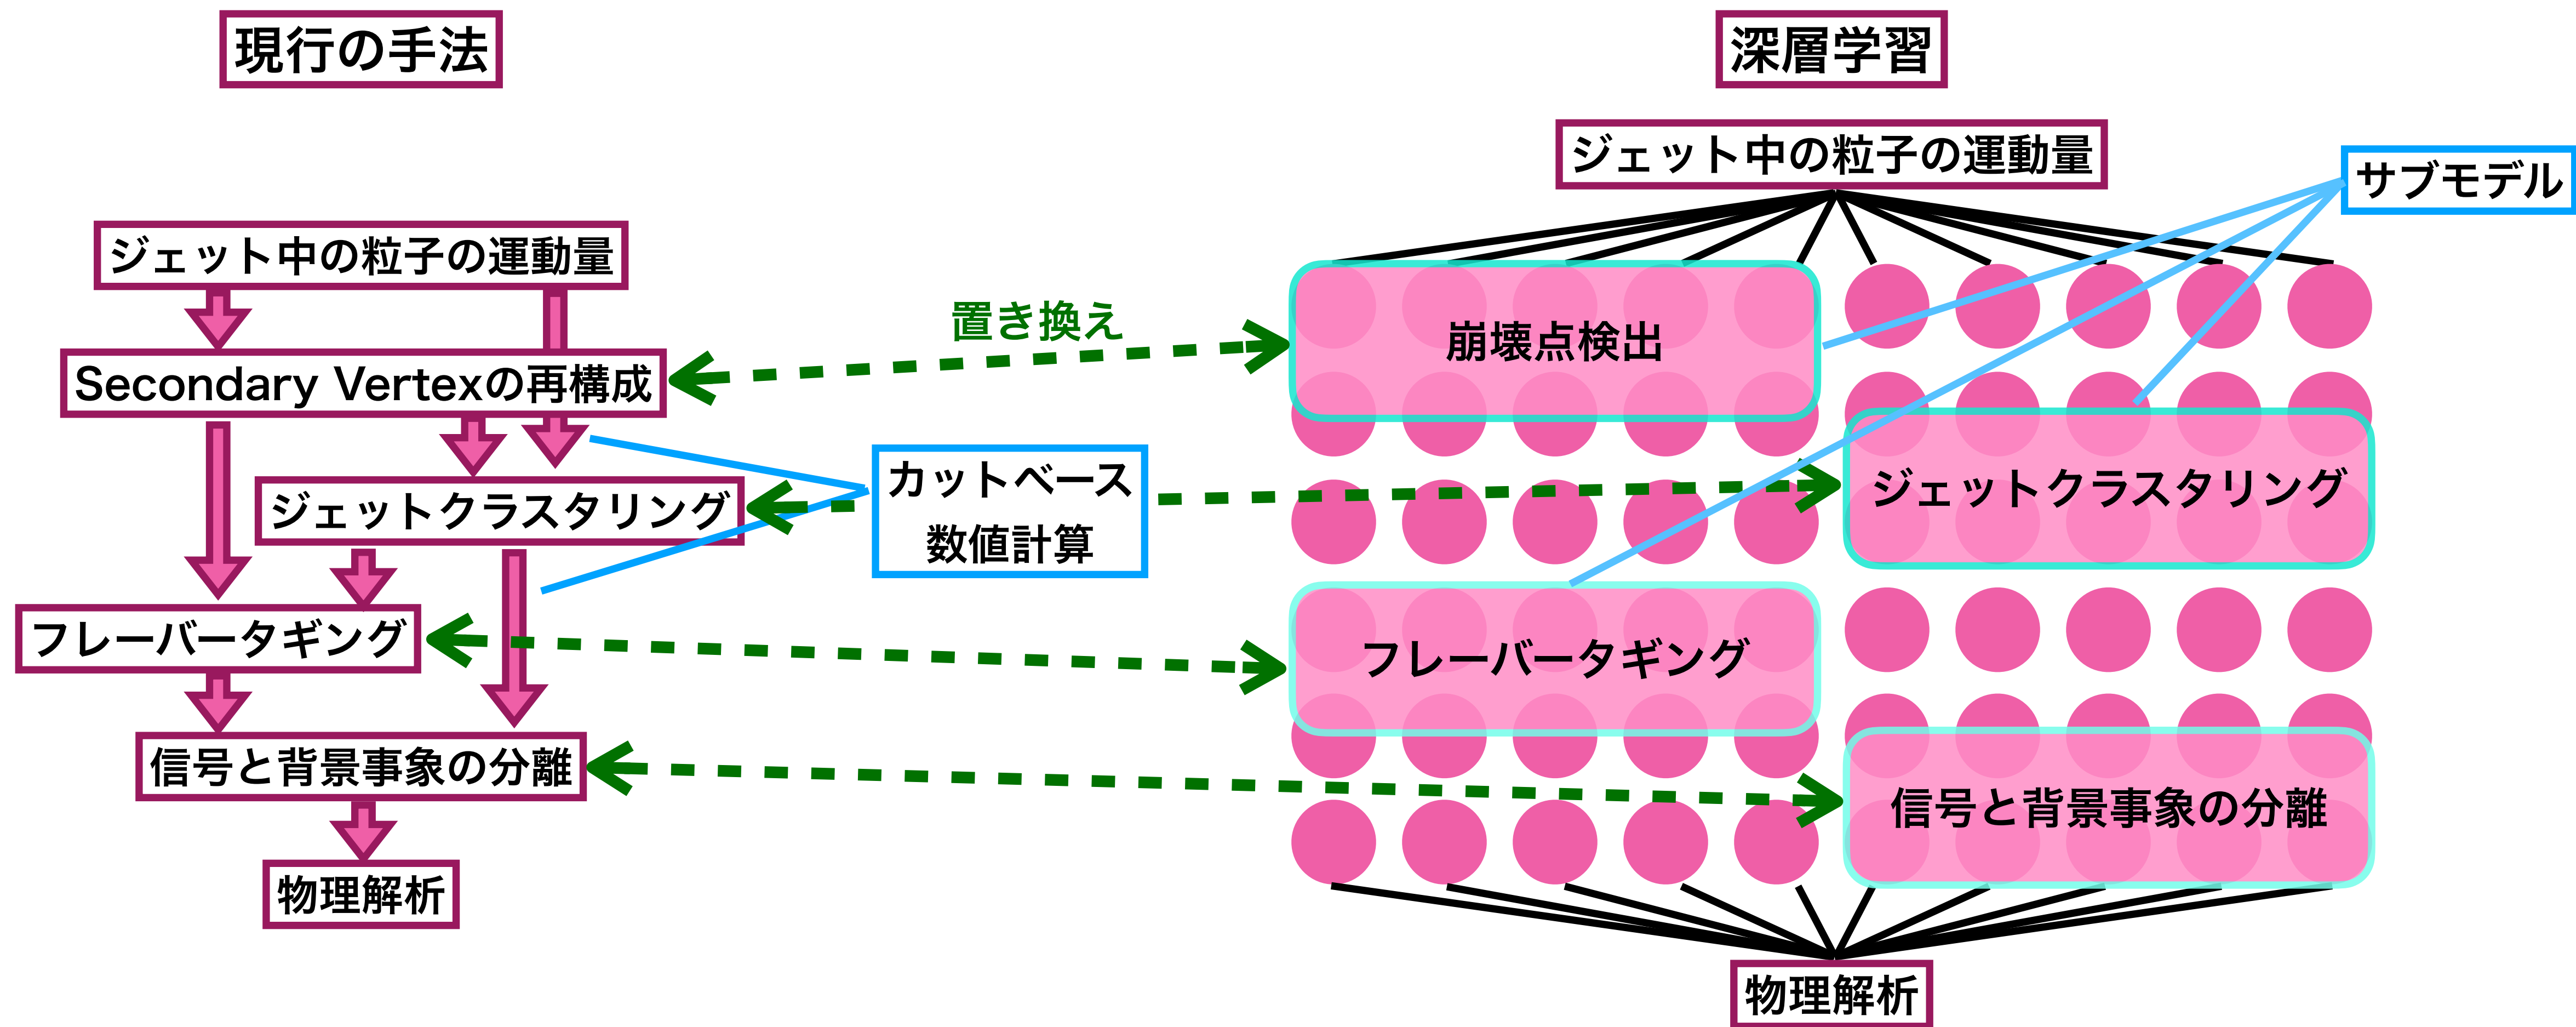 現行の手法
ジェット中の粒子の運動量
Secondary Vertexの再構成
ジェットクラスタリング
フレーバータギング
信号と背景事象の分離
物理解析
置き換え
カットベース
数値計算
深層学習
ジェット中の粒子の運動量
サブモデル
崩壊点検出
ジェットクラスタリング
フレーバータギング
信号と背景事象の分離
物理解析